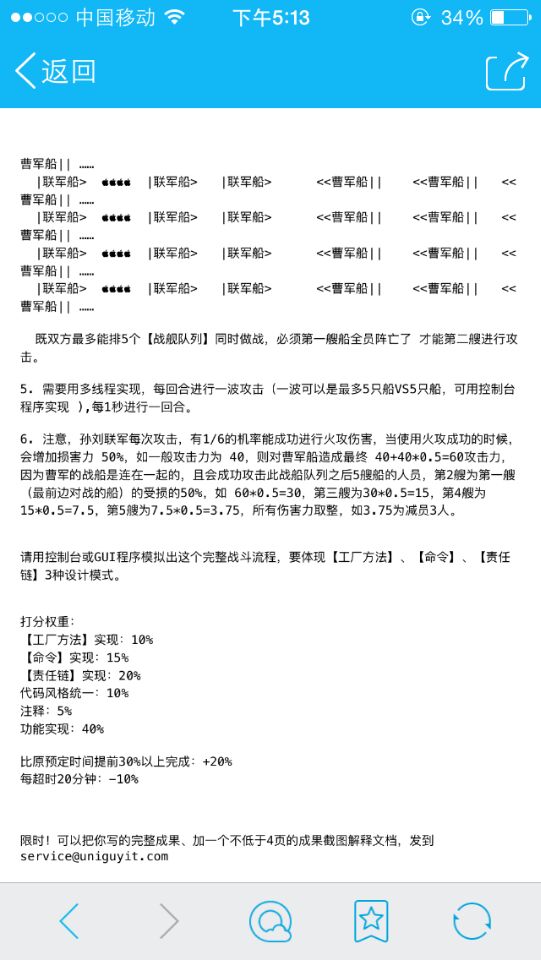 中国移动 下午5:13 34%
返回
曹军船|| ……
|联军船> |联军船> |联军船> <<曹军船|| <<曹军船|| <<
曹军船|| ……
|联军船> |联军船> |联军船> <<曹军船|| <<曹军船|| <<
曹军船|| ……
|联军船> |联军船> |联军船> <<曹军船|| <<曹军船|| <<
曹军船|| ……
|联军船> |联军船> |联军船> <<曹军船|| <<曹军船|| <<
曹军船|| ……
既双方最多能排5个【战舰队列】同时做战，必须第一艘船全员阵亡了 才能第二艘进行攻
击。
5. 需要用多线程实现，每回合进行一波攻击（一波可以是最多5只船VS5只船，可用控制台
程序实现 ),每1秒进行一回合。
6. 注意，孙刘联军每次攻击，有1/6的机率能成功进行火攻伤害，当使用火攻成功的时候，
会增加损害力 50%，如一般攻击力为 40，则对曹军船造成最终 40+40*0.5=60攻击力，
因为曹军的战船是连在一起的，且会成功攻击此战船队列之后5艘船的人员，第2艘为第一艘
（最前边对战的船）的受损的50%，如 60*0.5=30，第三艘为30*0.5=15，第4艘为
15*0.5=7.5，第5艘为7.5*0.5=3.75，所有伤害力取整，如3.75为减员3人。
请用控制台或GUI程序模拟出这个完整战斗流程，要体现【工厂方法】、【命令】、【责任
链】3种设计模式。
打分权重：
【工厂方法】实现：10%
【命令】实现：15%
【责任链】实现：20%
代码风格统一：10%
注释：5%
功能实现：40%
比原预定时间提前30%以上完成：+20%
每超时20分钟：-10%
限时！可以把你写的完整成果、加一个不低于4页的成果截图解释文档，发到
service@uniguyit.com